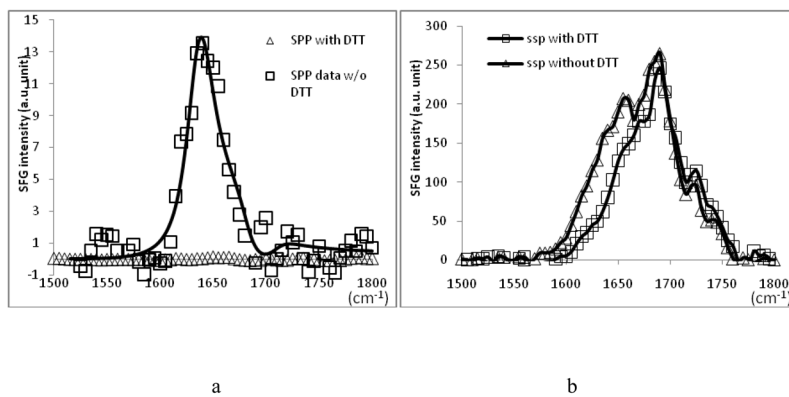 15
13
11
9
7
5
3
1
-1
SFG intensity (a.u. unit)
SPP with DTT
SPP data w/o
DTT
1500 1550 1600 1650 1700 1750 1800
(cm-1)
300
250
200
150
100
50
0
SFG intensity (a.u. unit)
ssp with DTT
ssp without DTT
1500 1550 1600 1650 1700 1750 1800
(cm-1)
a
b